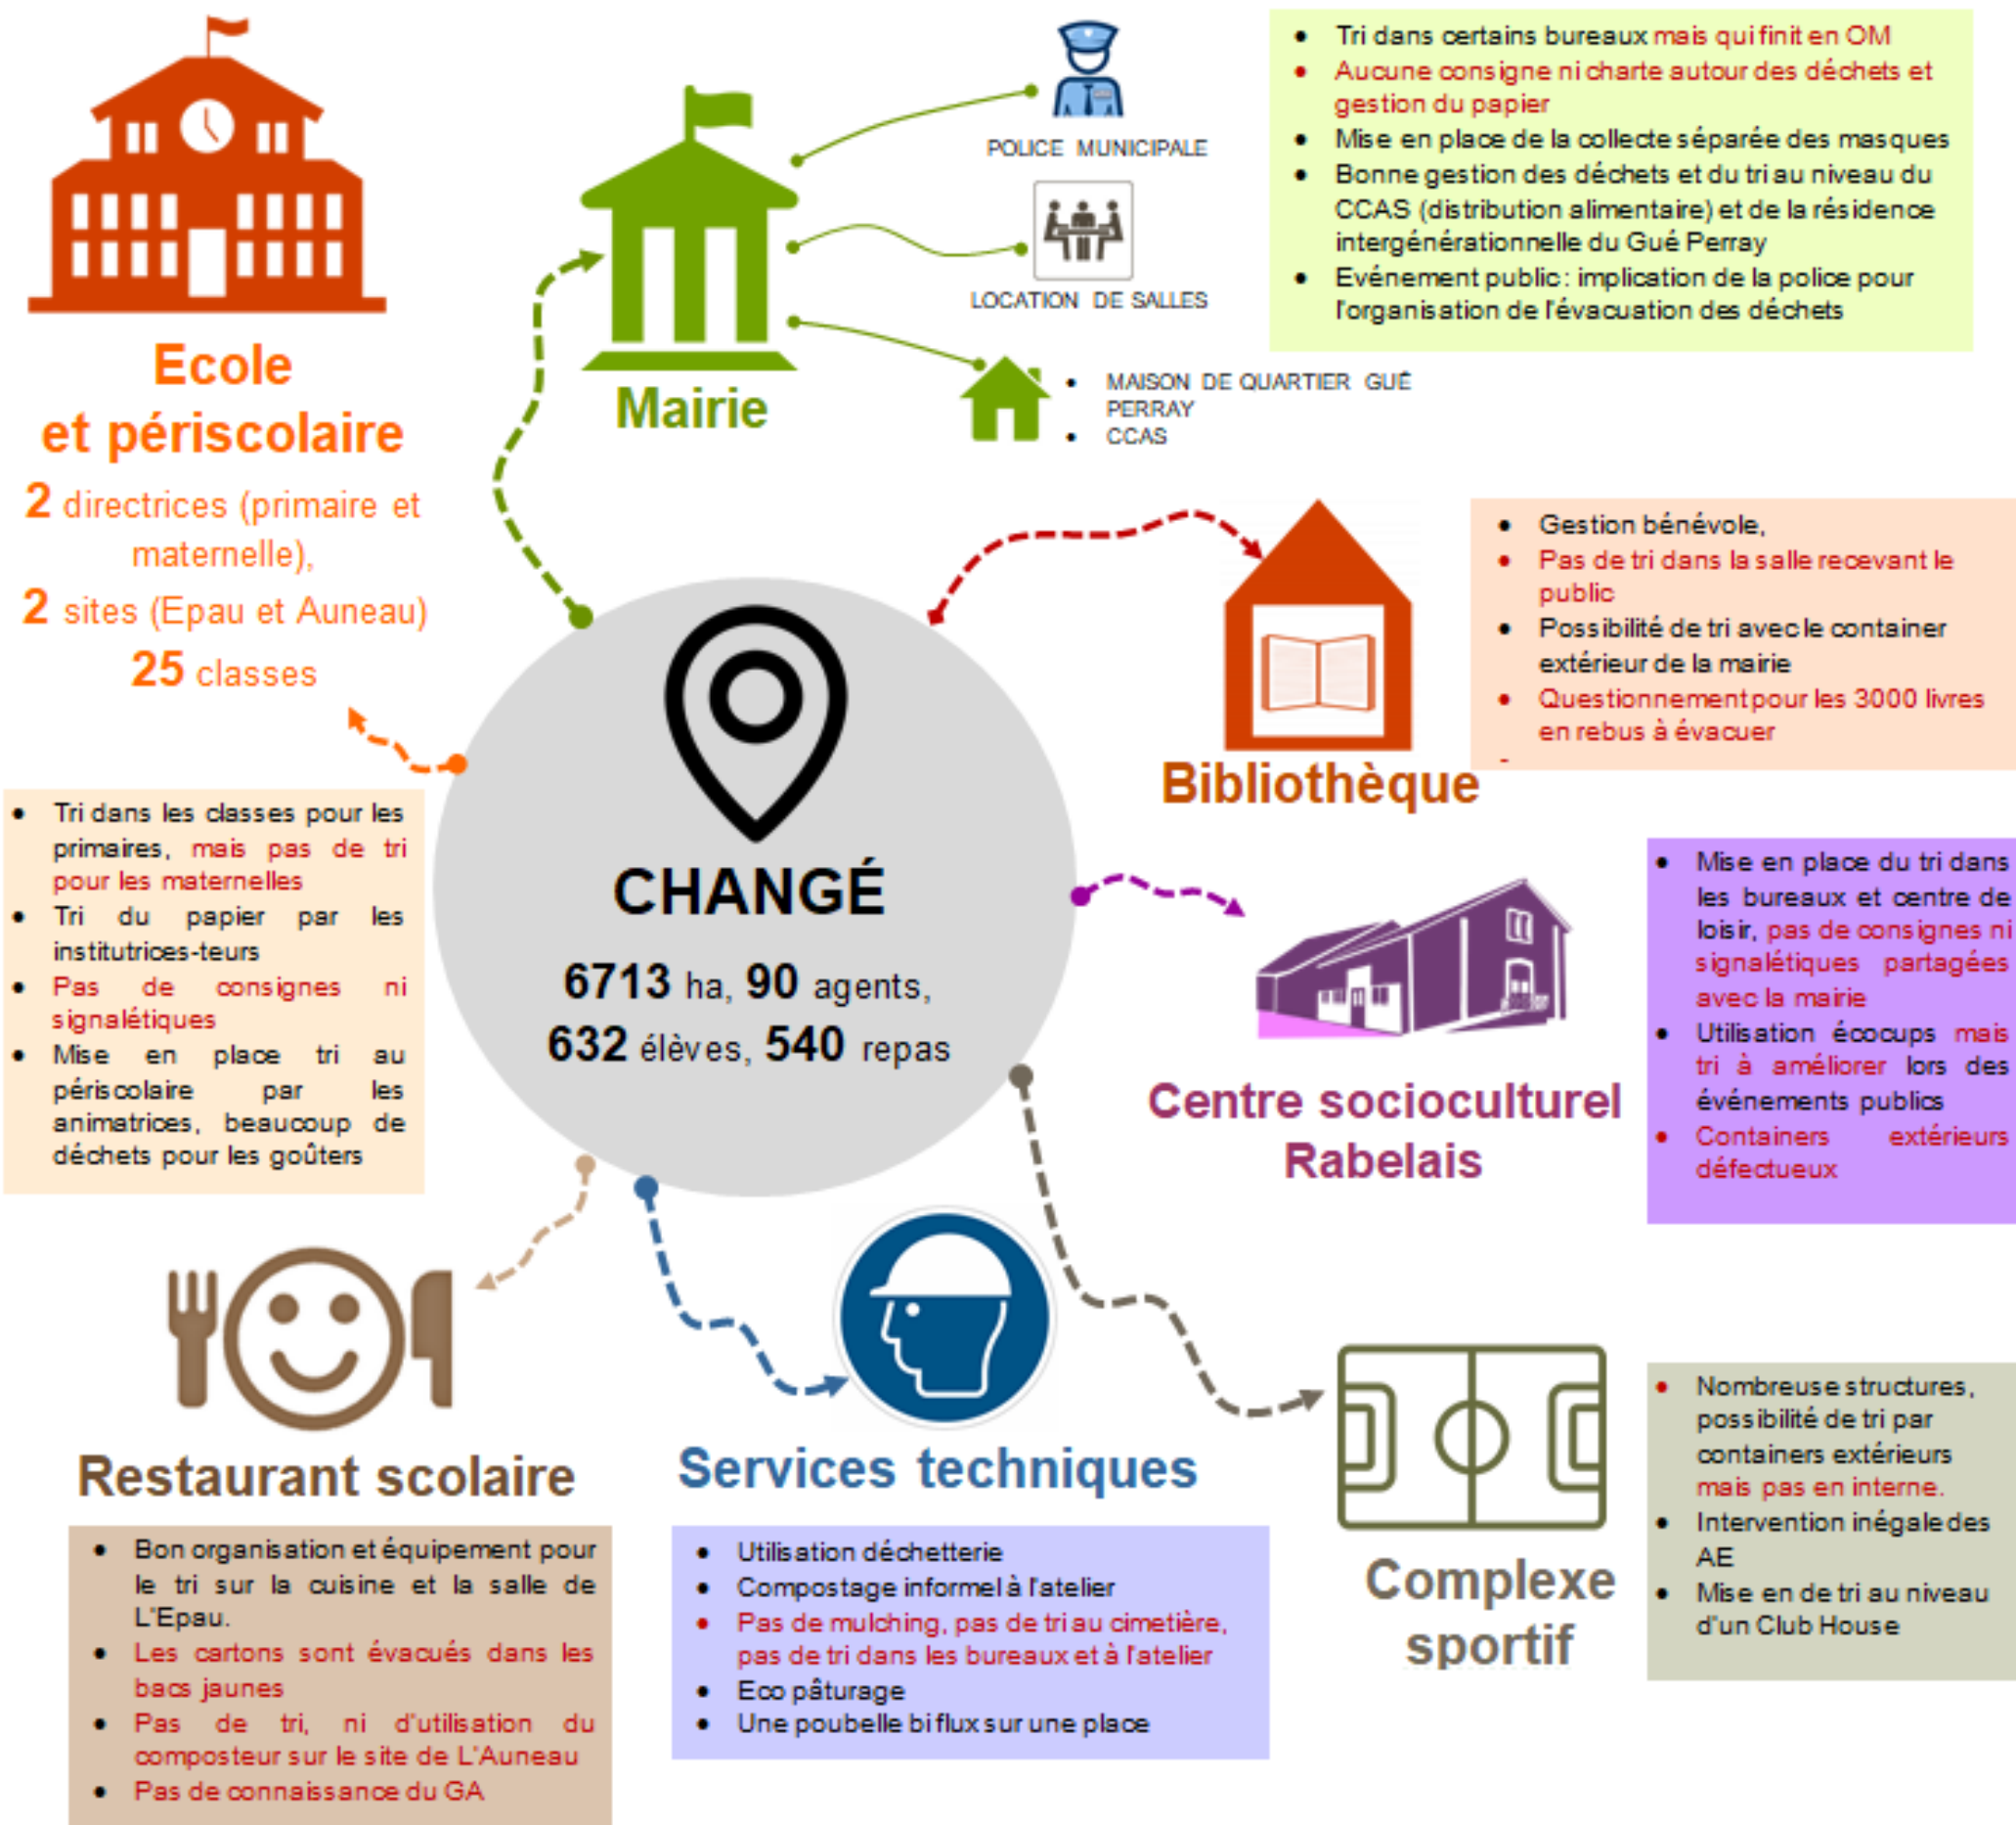 Ecole
et périscolaire
2 directrices (primaire et
maternelle),
2 sites (Epau et Auneau)
25 classes
Mairie
POLICE MUNICIPALE
LOCATION DE SALLES
• MAISON DE QUARTIER GUÉ
PERRAY
• CCAS
• Tri dans certains bureaux mais qui finit en OM
• Aucune consigne ni charte autour des déchets et
gestion du papier
• Mise en place de la collecte séparée des masques
• Bonne gestion des déchets et du tri au niveau du
CCAS (distribution alimentaire) et de la résidence
intergénérationnelle du Gué Perray
• Evénement public : implication de la police pour
l'organisation de l'évacuation des déchets
Bibliothèque
• Gestion bénévole,
• Pas de tri dans la salle recevant le
public
• Possibilité de tri avec le container
extérieur de la mairie
• Questionnement pour les 3000 livres
en rebus à évacuer
-
CHANGÉ
6713 ha, 90 agents,
632 élèves, 540 repas
• Tri dans les classes pour les
primaires, mais pas de tri
pour les maternelles
• Tri du papier par les
institutrices-teurs
• Pas de consignes ni
signalétiques
• Mise en place tri au
périscolaire par les
animatrices, beaucoup de
déchets pour les goûters
Centre socioculturel
Rabelais
• Mise en place du tri dans
les bureaux et centre de
loisir, pas de consignes ni
signalétiques partagées
avec la mairie
• Utilisation écocups mais
tri à améliorer lors des
événements publics
• Containers extérieurs
défectueux
Restaurant scolaire
• Bon organisation et équipement pour
le tri sur la cuisine et la salle de
L'Epau.
• Les cartons sont évacués dans les
bacs jaunes
• Pas de tri, ni d'utilisation du
composteur sur le site de L'Auneau
• Pas de connaissance du GA
Services techniques
• Utilisation déchetterie
• Compostage informel à l'atelier
• Pas de mulching, pas de tri au cimetière,
pas de tri dans les bureaux et à l'atelier
• Eco pâturage
• Une poubelle bi flux sur une place
Complexe
sportif
• Nombreuse structures,
possibilité de tri par
containers extérieurs
mais pas en interne.
• Intervention inégale des
AE
• Mise en de tri au niveau
d'un Club House